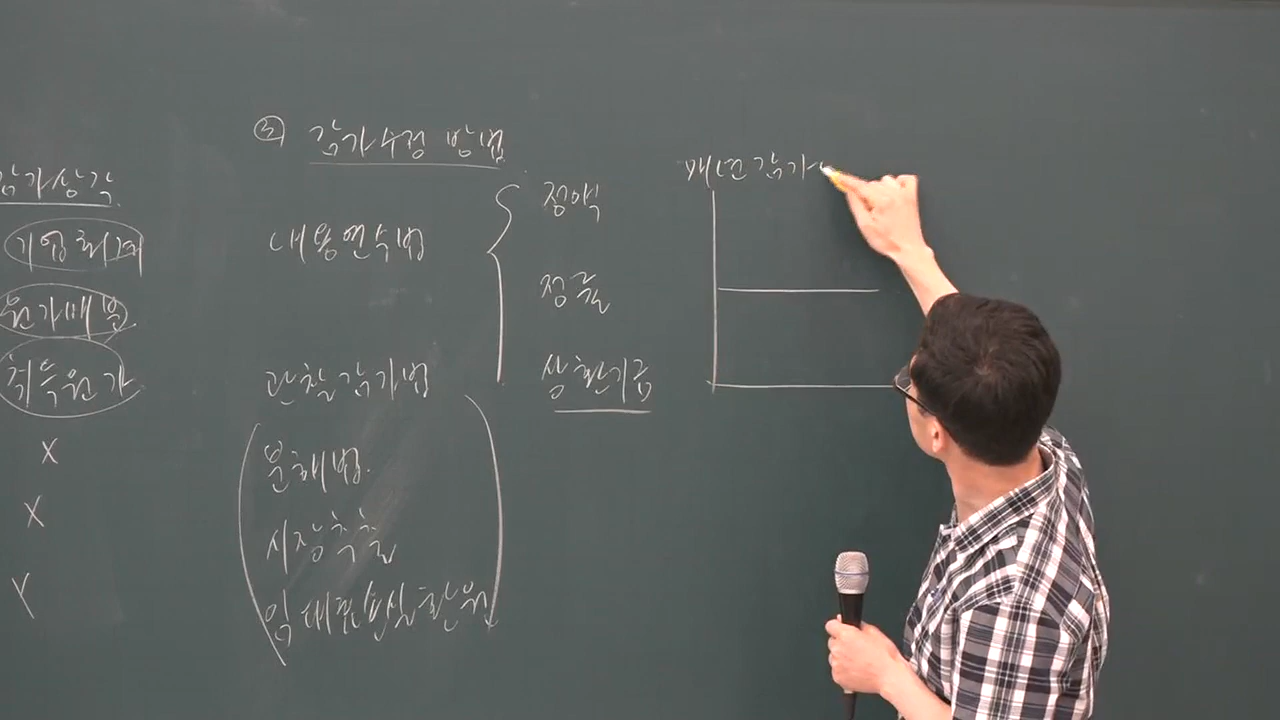 감가상각
기업회계
원가배분
취득원가
X
X
X
③ 감가수정 방법
내용연수법
관찰감가법
분해법.
시장추출
임대료손실환원
정액
정률
상환기금
매년감가